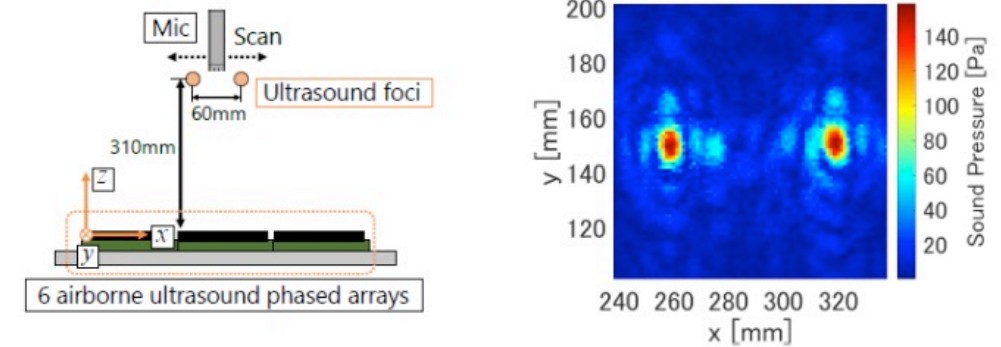 Mic
Scan
Ultrasound foci
60mm
310mm
z
x
y
6 airborne ultrasound phased arrays
200
180
160
140
120
y [mm]
240 260 280 300 320
x [mm]
140
120
100
80
60
40
20
Sound Pressure [Pa]